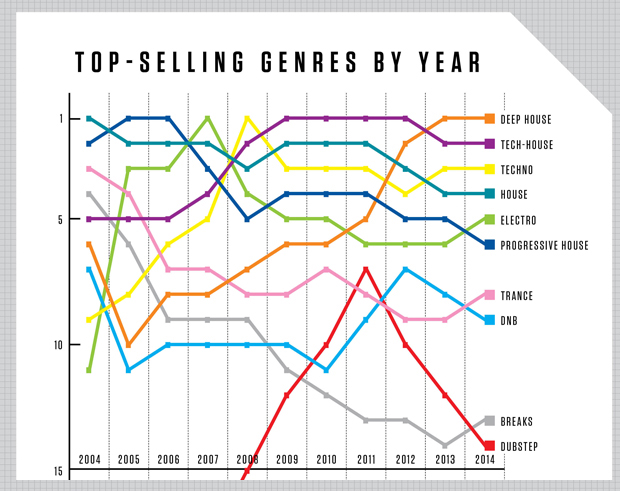 TOP-SELLING GENRES BY YEAR
1
DEEP HOUSE
TECH-HOUSE
TECHNO
HOUSE
5
ELECTRO
PROGRESSIVE HOUSE
TRANCE
DNB
10
BREAKS
DUBSTEP
2004 2005 2006 2007 2008 2009 2010 2011 2012 2013 2014
15